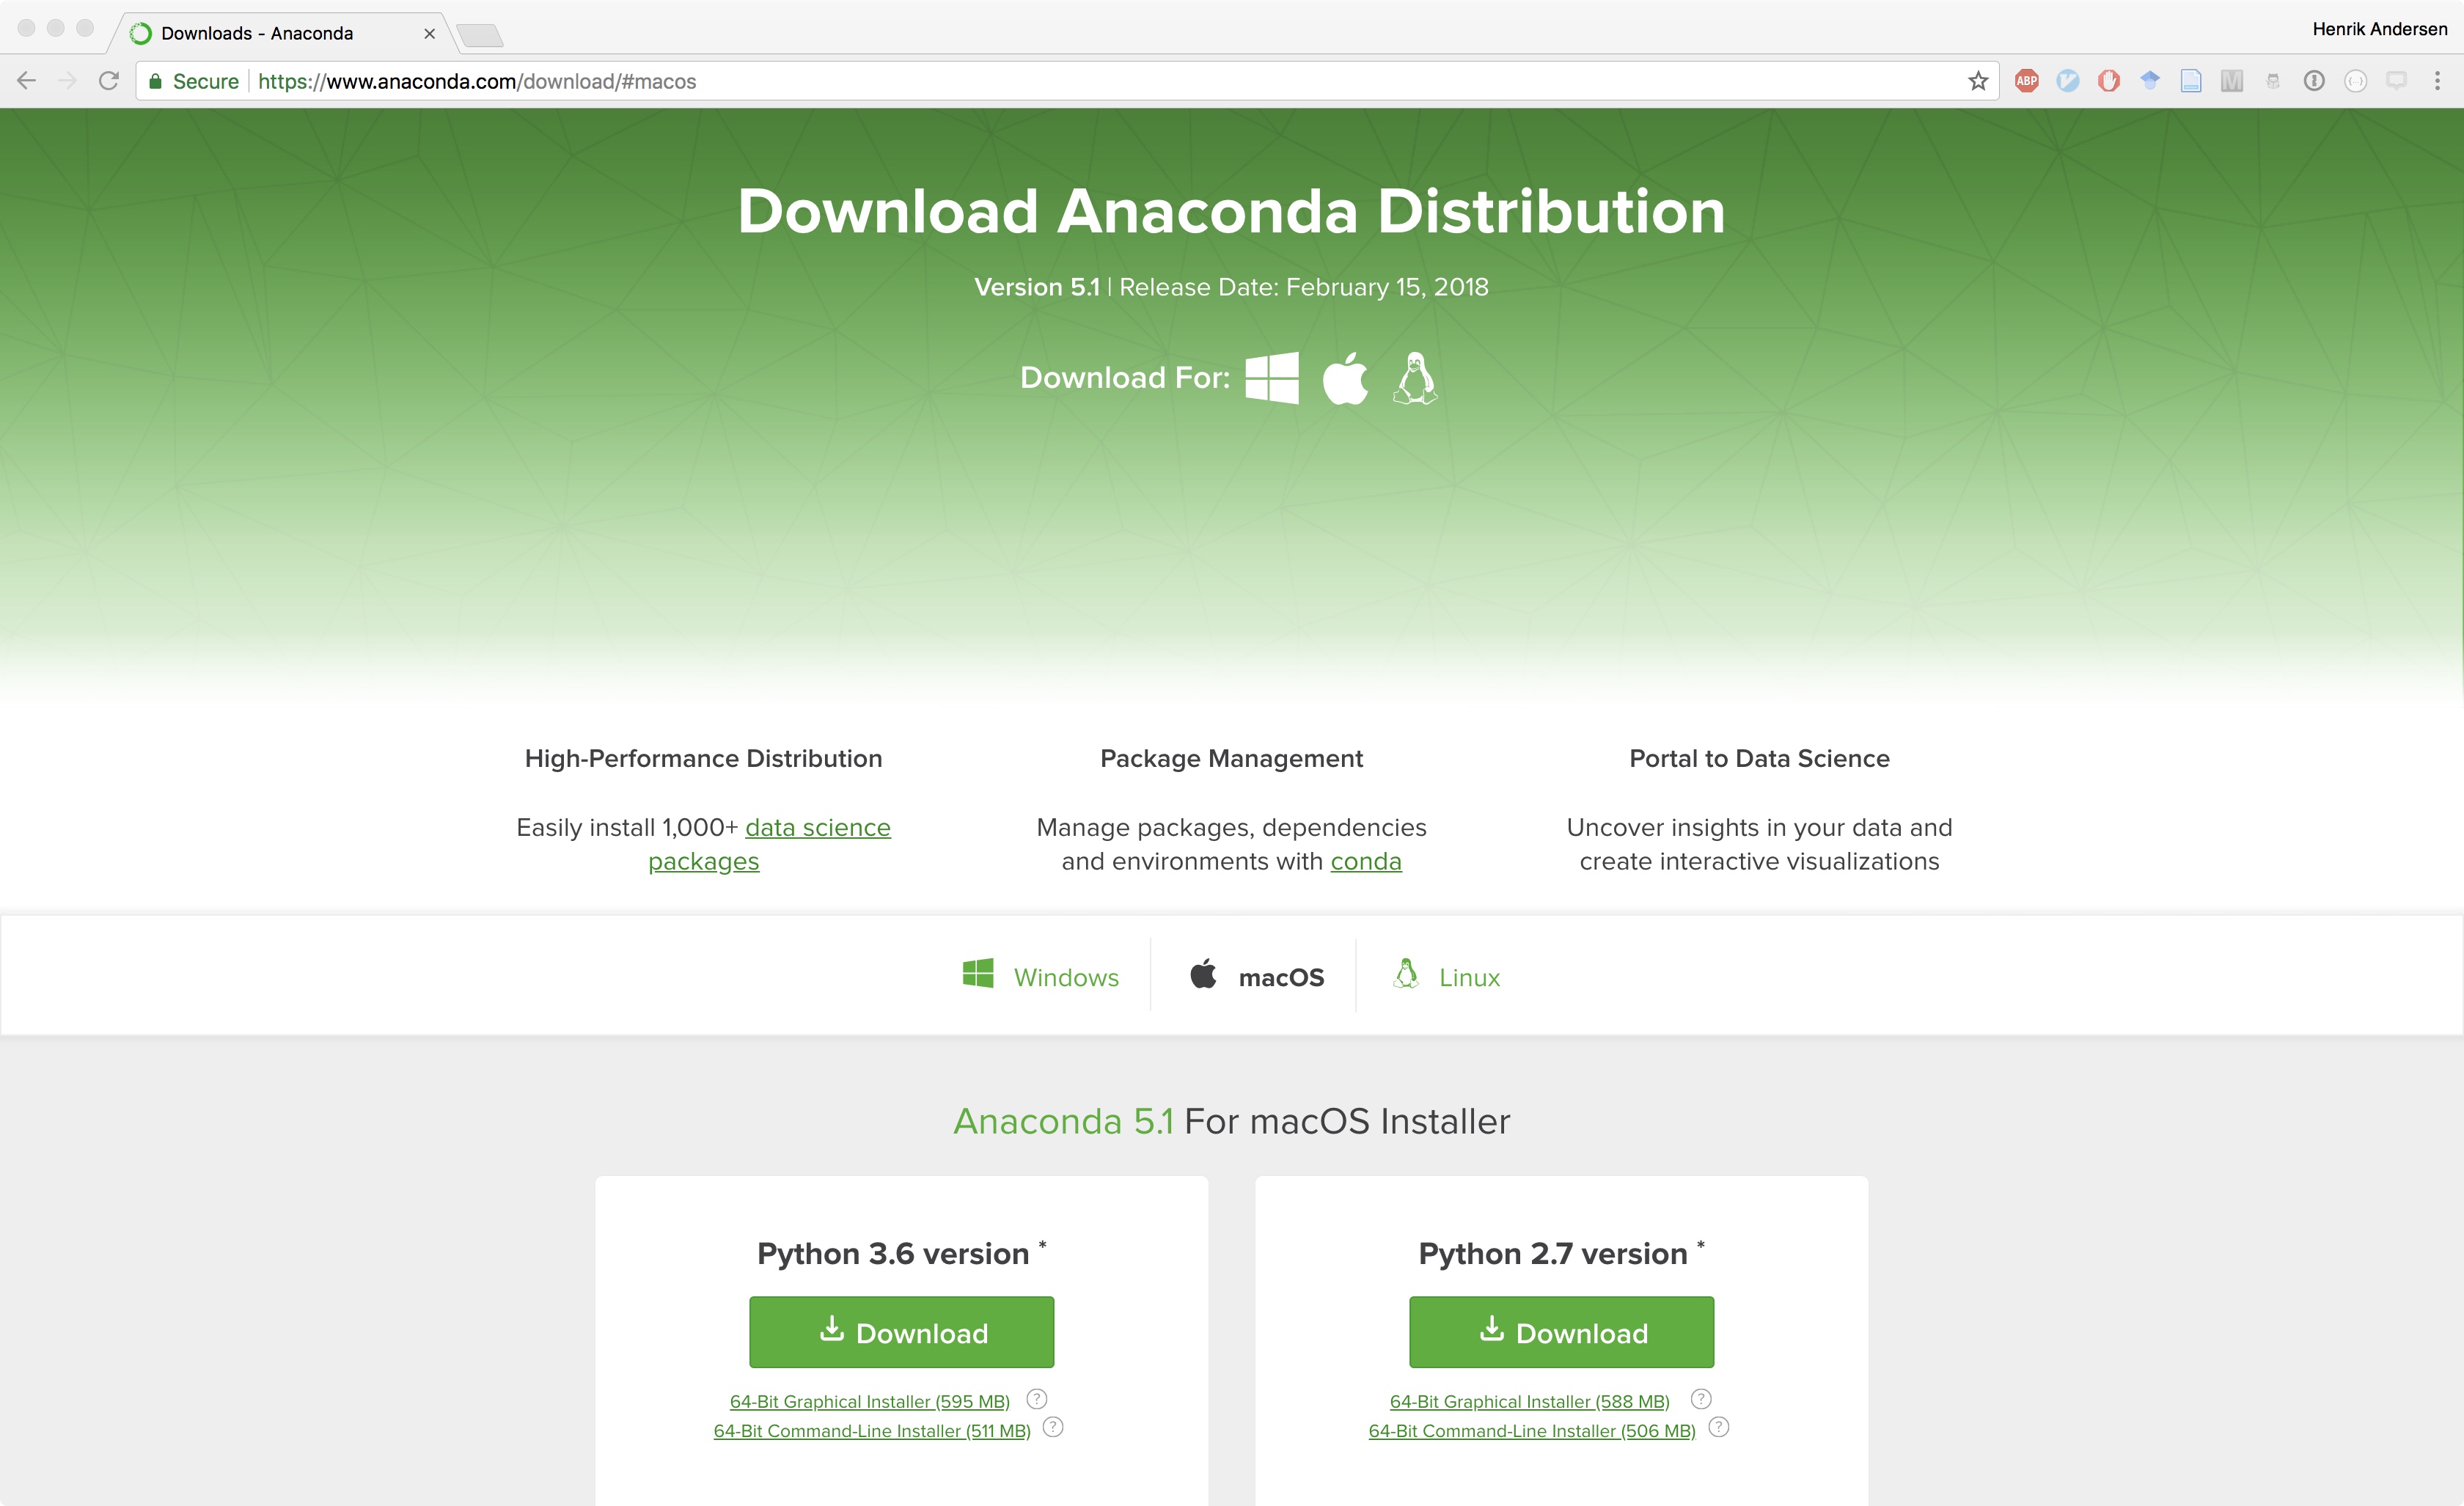 Downloads - Anaconda
Henrik Andersen
Secure https://www.anaconda.com/download/#macos
ABP
M
Download Anaconda Distribution
Version 5.1 | Release Date: February 15, 2018
Download For:
High-Performance Distribution
Easily install 1,000+ data science
packages
Package Management
Manage packages, dependencies
and environments with conda
Portal to Data Science
Uncover insights in your data and
create interactive visualizations
Windows
macOS
Linux
Anaconda 5.1 For macOS Installer
Python 3.6 version *
Download
64-Bit Graphical Installer (595 MB) ?
64-Bit Command-Line Installer (511 MB) ?
Python 2.7 version *
Download
64-Bit Graphical Installer (588 MB) ?
64-Bit Command-Line Installer (506 MB) ?